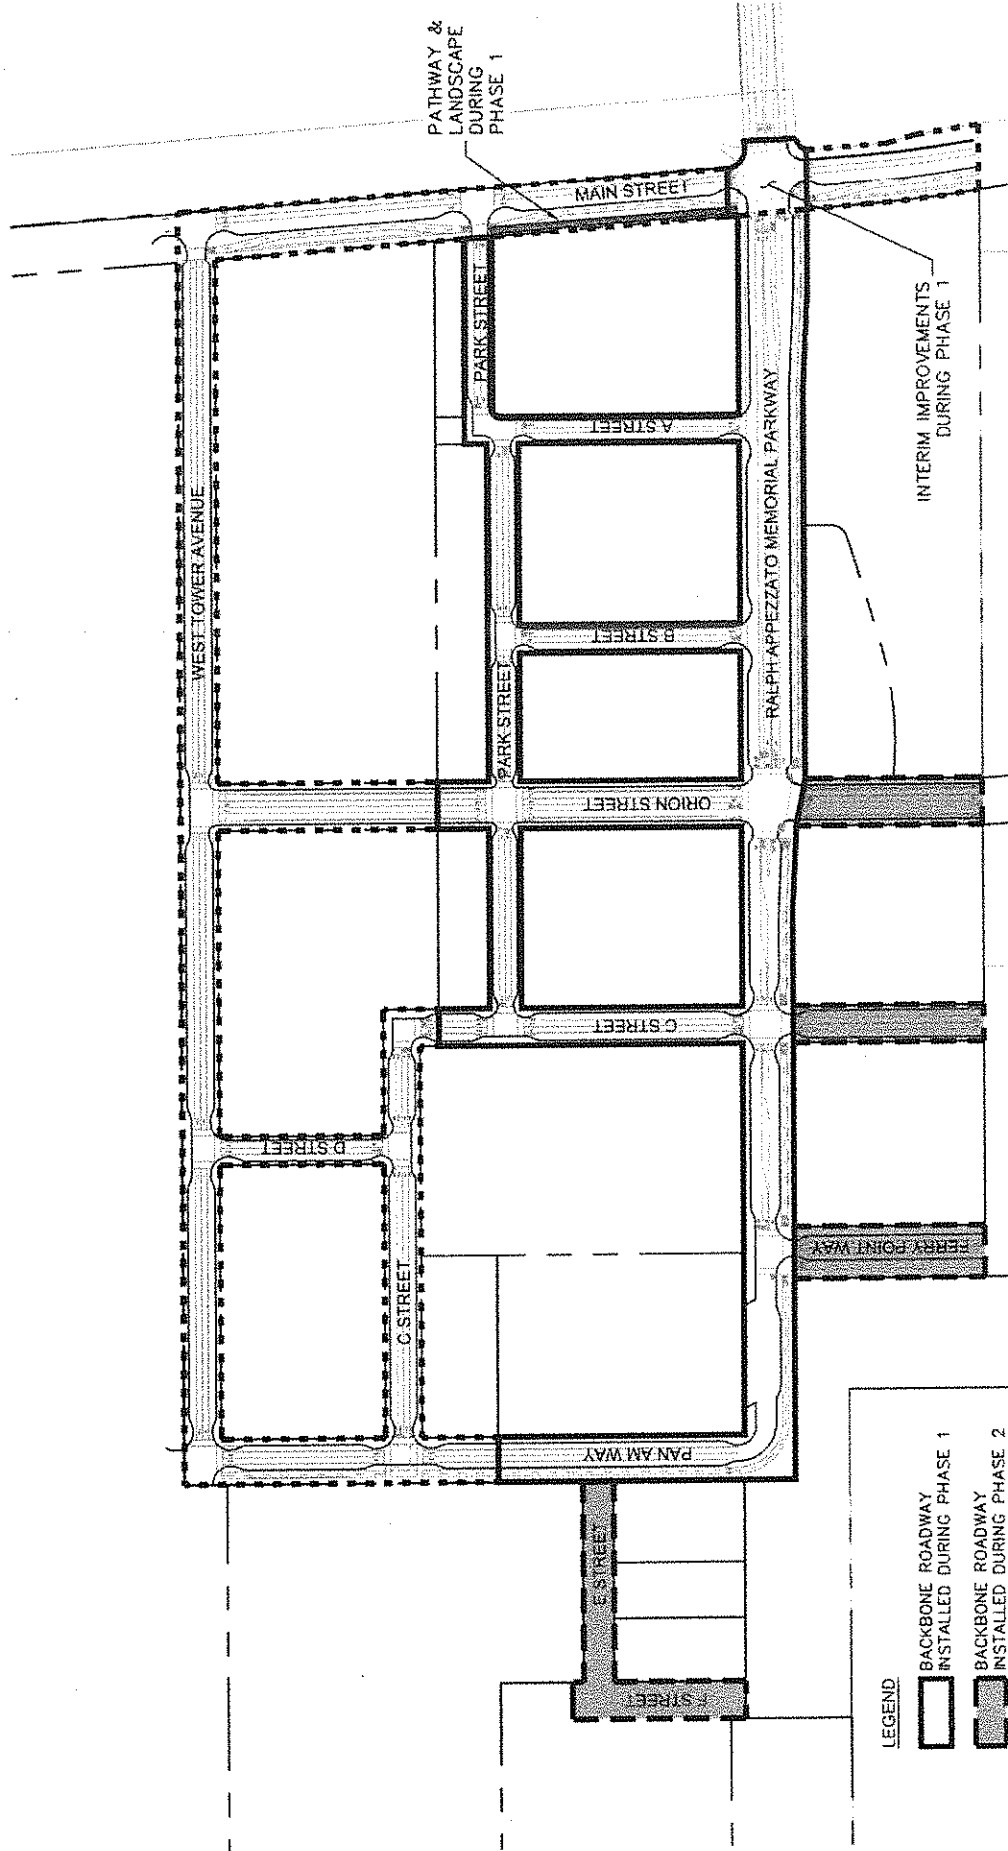 PATHWAY &
LANDSCAPE
DURING
PHASE 1
MAIN STREET
PARK STREET
A STREET
WEST TOWER AVENUE
B STREET
RALPH APPEZZATO MEMORIAL PARKWAY
INTERIM IMPROVEMENTS
DURING PHASE 1
PARK STREET
ORION STREET
C STREET
D STREET
C STREET
FERRY POINT WAY
PAN AM WAY
E STREET
F STREET
LEGEND
BACKBONE ROADWAY
INSTALLED DURING PHASE 1
BACKBONE ROADWAY
INSTALLED DURING PHASE 2